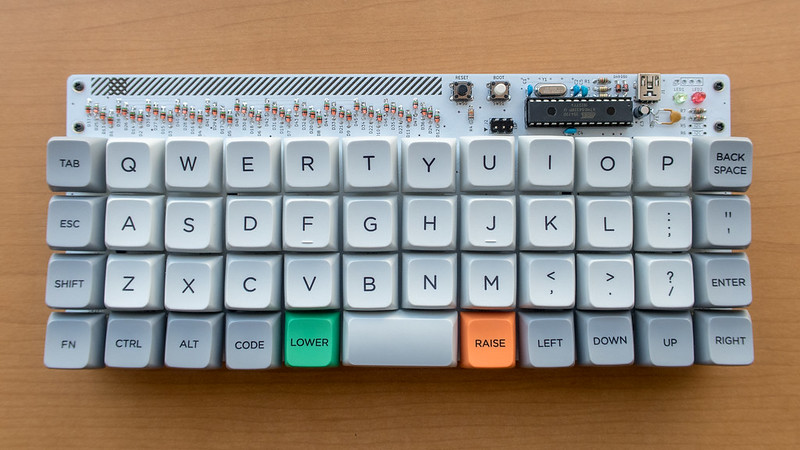 RESET BOOT
TAB Q W E R T Y U I O P BACK SPACE
ESC A S D F G H J K L : ; " '
SHIFT Z X C V B N M < , > . ? / ENTER
FN CTRL ALT CODE LOWER RAISE LEFT DOWN UP RIGHT